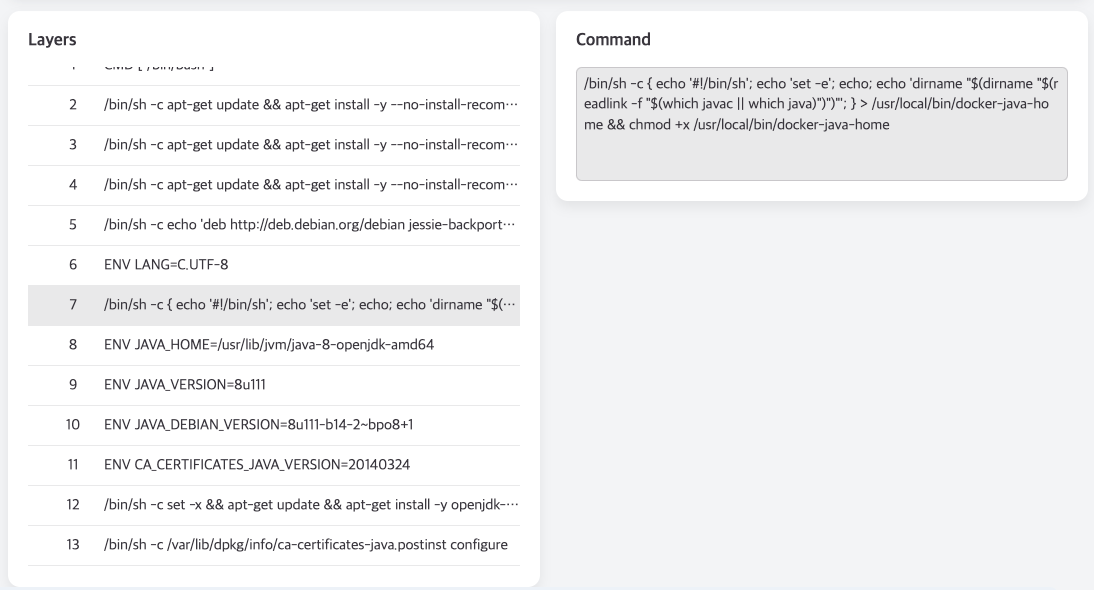 Layers
CMD ["/bin/bash"]
2 /bin/sh -c apt-get update && apt-get install -y --no-install-recom···
3 /bin/sh -c apt-get update && apt-get install -y --no-install-recom···
4 /bin/sh -c apt-get update && apt-get install -y --no-install-recom···
5 /bin/sh -c echo 'deb http://deb.debian.org/debian jessie-backport···
6 ENV LANG=C.UTF-8
7 /bin/sh -c { echo '#!/bin/sh'; echo 'set -e'; echo; echo 'dirname "$(···
8 ENV JAVA_HOME=/usr/lib/jvm/java-8-openjdk-amd64
9 ENV JAVA_VERSION=8u111
10 ENV JAVA_DEBIAN_VERSION=8u111-b14-2~bpo8+1
11 ENV CA_CERTIFICATES_JAVA_VERSION=20140324
12 /bin/sh -c set -x && apt-get update && apt-get install -y openjdk-···
13 /bin/sh -c /var/lib/dpkg/info/ca-certificates-java.postinst configure
Command
/bin/sh -c { echo '#!/bin/sh'; echo 'set -e'; echo; echo 'dirname "$(dirname "$(r
eadlink -f "$(which javac || which java)")")"'; } > /usr/local/bin/docker-java-ho
me && chmod +x /usr/local/bin/docker-java-home